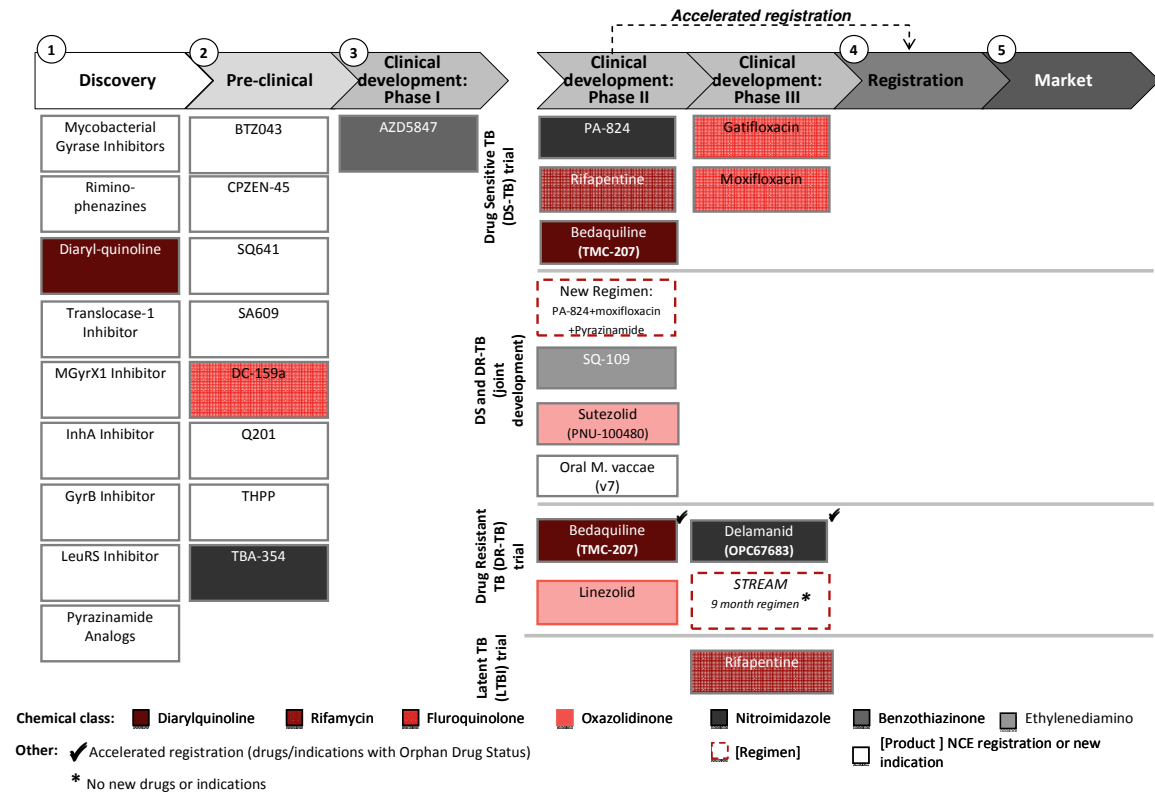 Accelerated registration
1
2
3
4
5
Discovery
Pre-clinical
Clinical
development:
Phase I
Clinical
development:
Phase II
Clinical
development:
Phase III
Registration
Market
Mycobacterial
Gyrase Inhibitors
Rimino-
phenazines
Diaryl-quinoline
Translocase-1
Inhibitor
MGyrX1 Inhibitor
InhA Inhibitor
GyrB Inhibitor
LeuRS Inhibitor
Pyrazinamide
Analogs
BTZ043
CPZEN-45
SQ641
SA609
DC-159a
Q201
THPP
TBA-354
AZD5847
Drug Sensitive TB
(DS-TB) trial
PA-824
Gatifloxacin
Rifapentine
Moxifloxacin
Bedaquiline
(TMC-207)
DS and DR-TB
(joint
development)
New Regimen:
PA-824+moxifloxacin
+Pyrazinamide
SQ-109
Sutezolid
(PNU-100480)
Oral M. vaccae
(v7)
Drug Resistant
TB (DR-TB)
trial
Bedaquiline
(TMC-207)
✔
Delamanid
(OPC67683)
✔
Linezolid
STREAM
9 month regimen *
Latent TB
(LTBI) trial
Rifapentine
Chemical class: Diarylquinoline Rifamycin Fluroquinolone Oxazolidinone Nitroimidazole Benzothiazinone Ethylenediamino
Other: ✔ Accelerated registration (drugs/indications with Orphan Drug Status)
[Regimen]
[Product ] NCE registration or new
indication
* No new drugs or indications